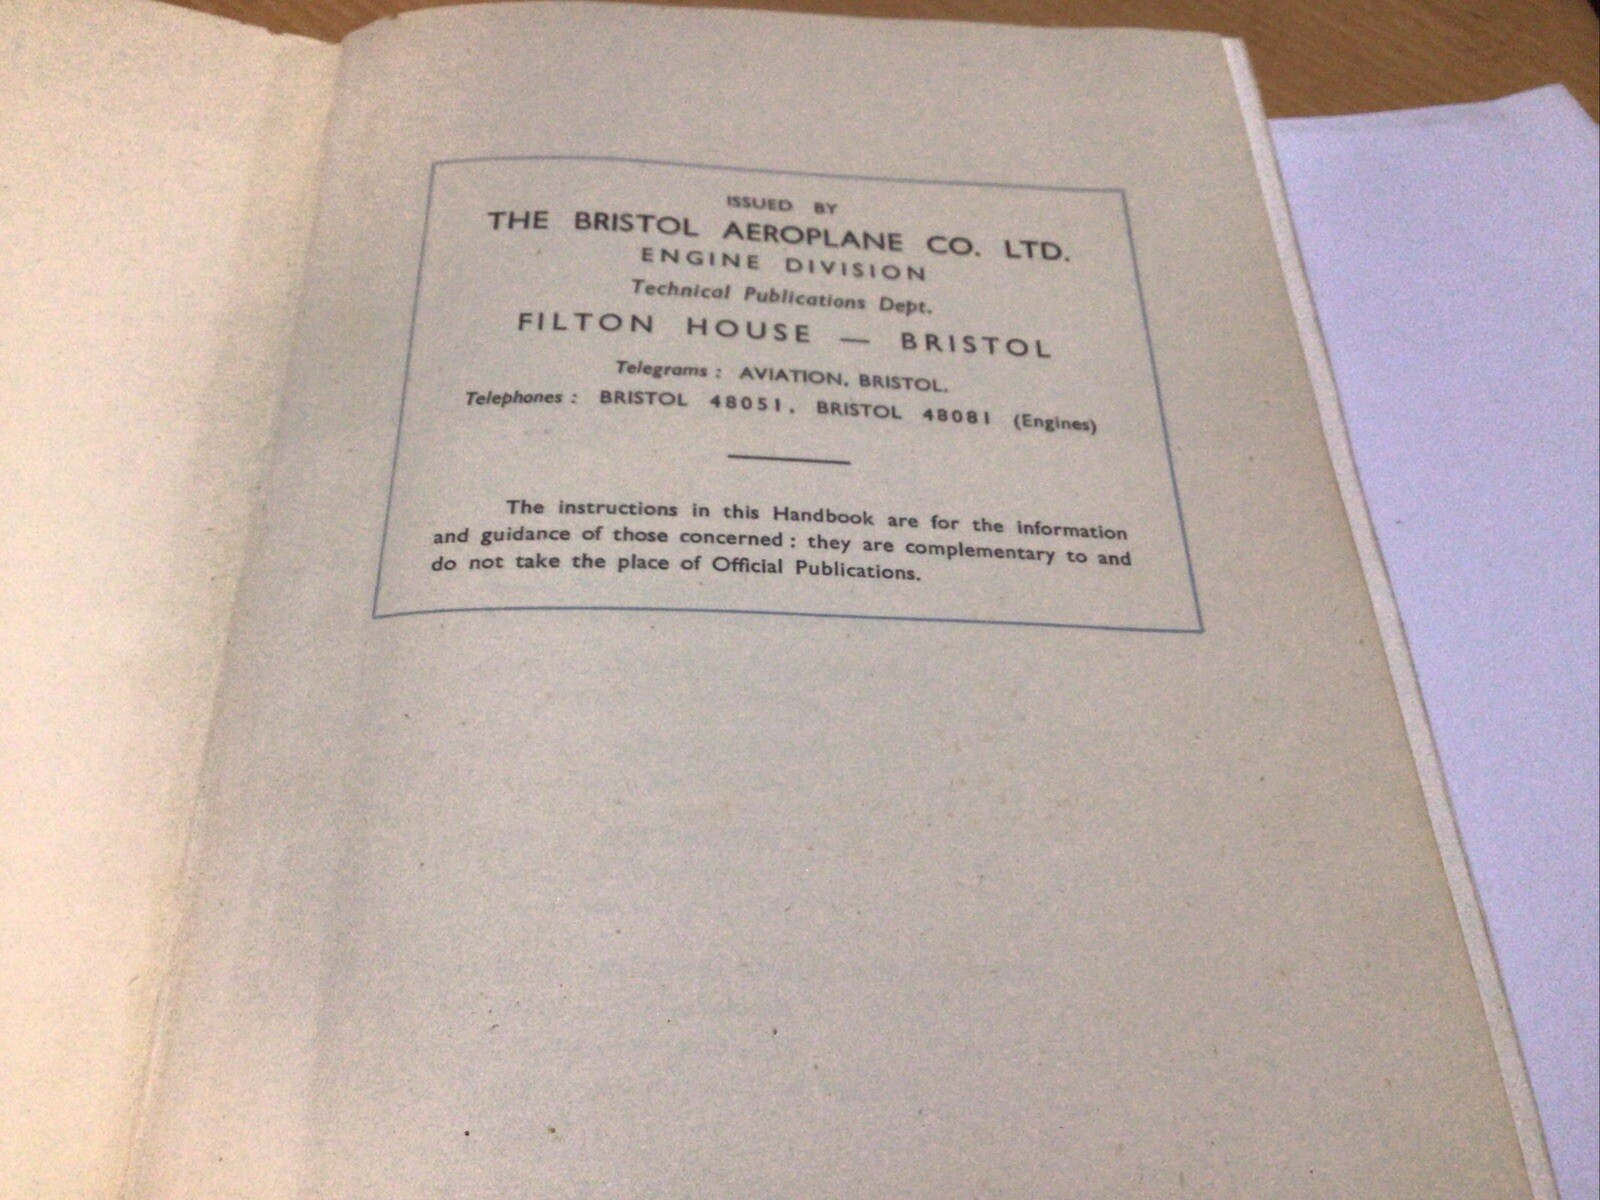 ISSUED BY
THE BRISTOL AEROPLANE CO. LTD.
ENGINE DIVISION
Technical Publications Dept.
FILTON HOUSE — BRISTOL
Telegrams : AVIATION, BRISTOL.
Telephones : BRISTOL 48051, BRISTOL 48081 (Engines)
The instructions in this Handbook are for the information
and guidance of those concerned : they are complementary to and
do not take the place of Official Publications.